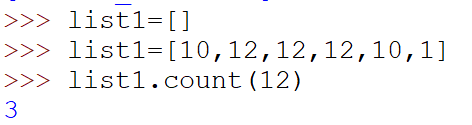 >>> list1=[]
>>> list1=[10,12,12,12,10,1]
>>> list1.count(12)
3